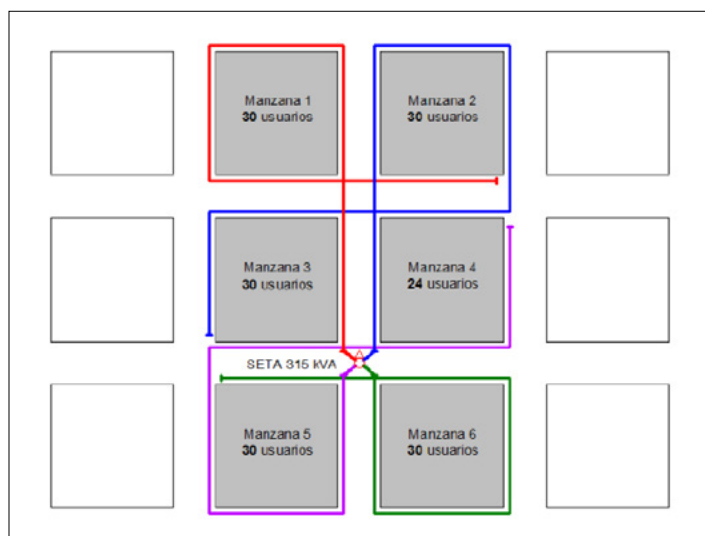 Manzana 1
30 usuarios
Manzana 2
30 usuarios
Manzana 3
30 usuarios
Manzana 4
24 usuarios
SETA 315 kVA
Manzana 5
30 usuarios
Manzana 6
30 usuarios